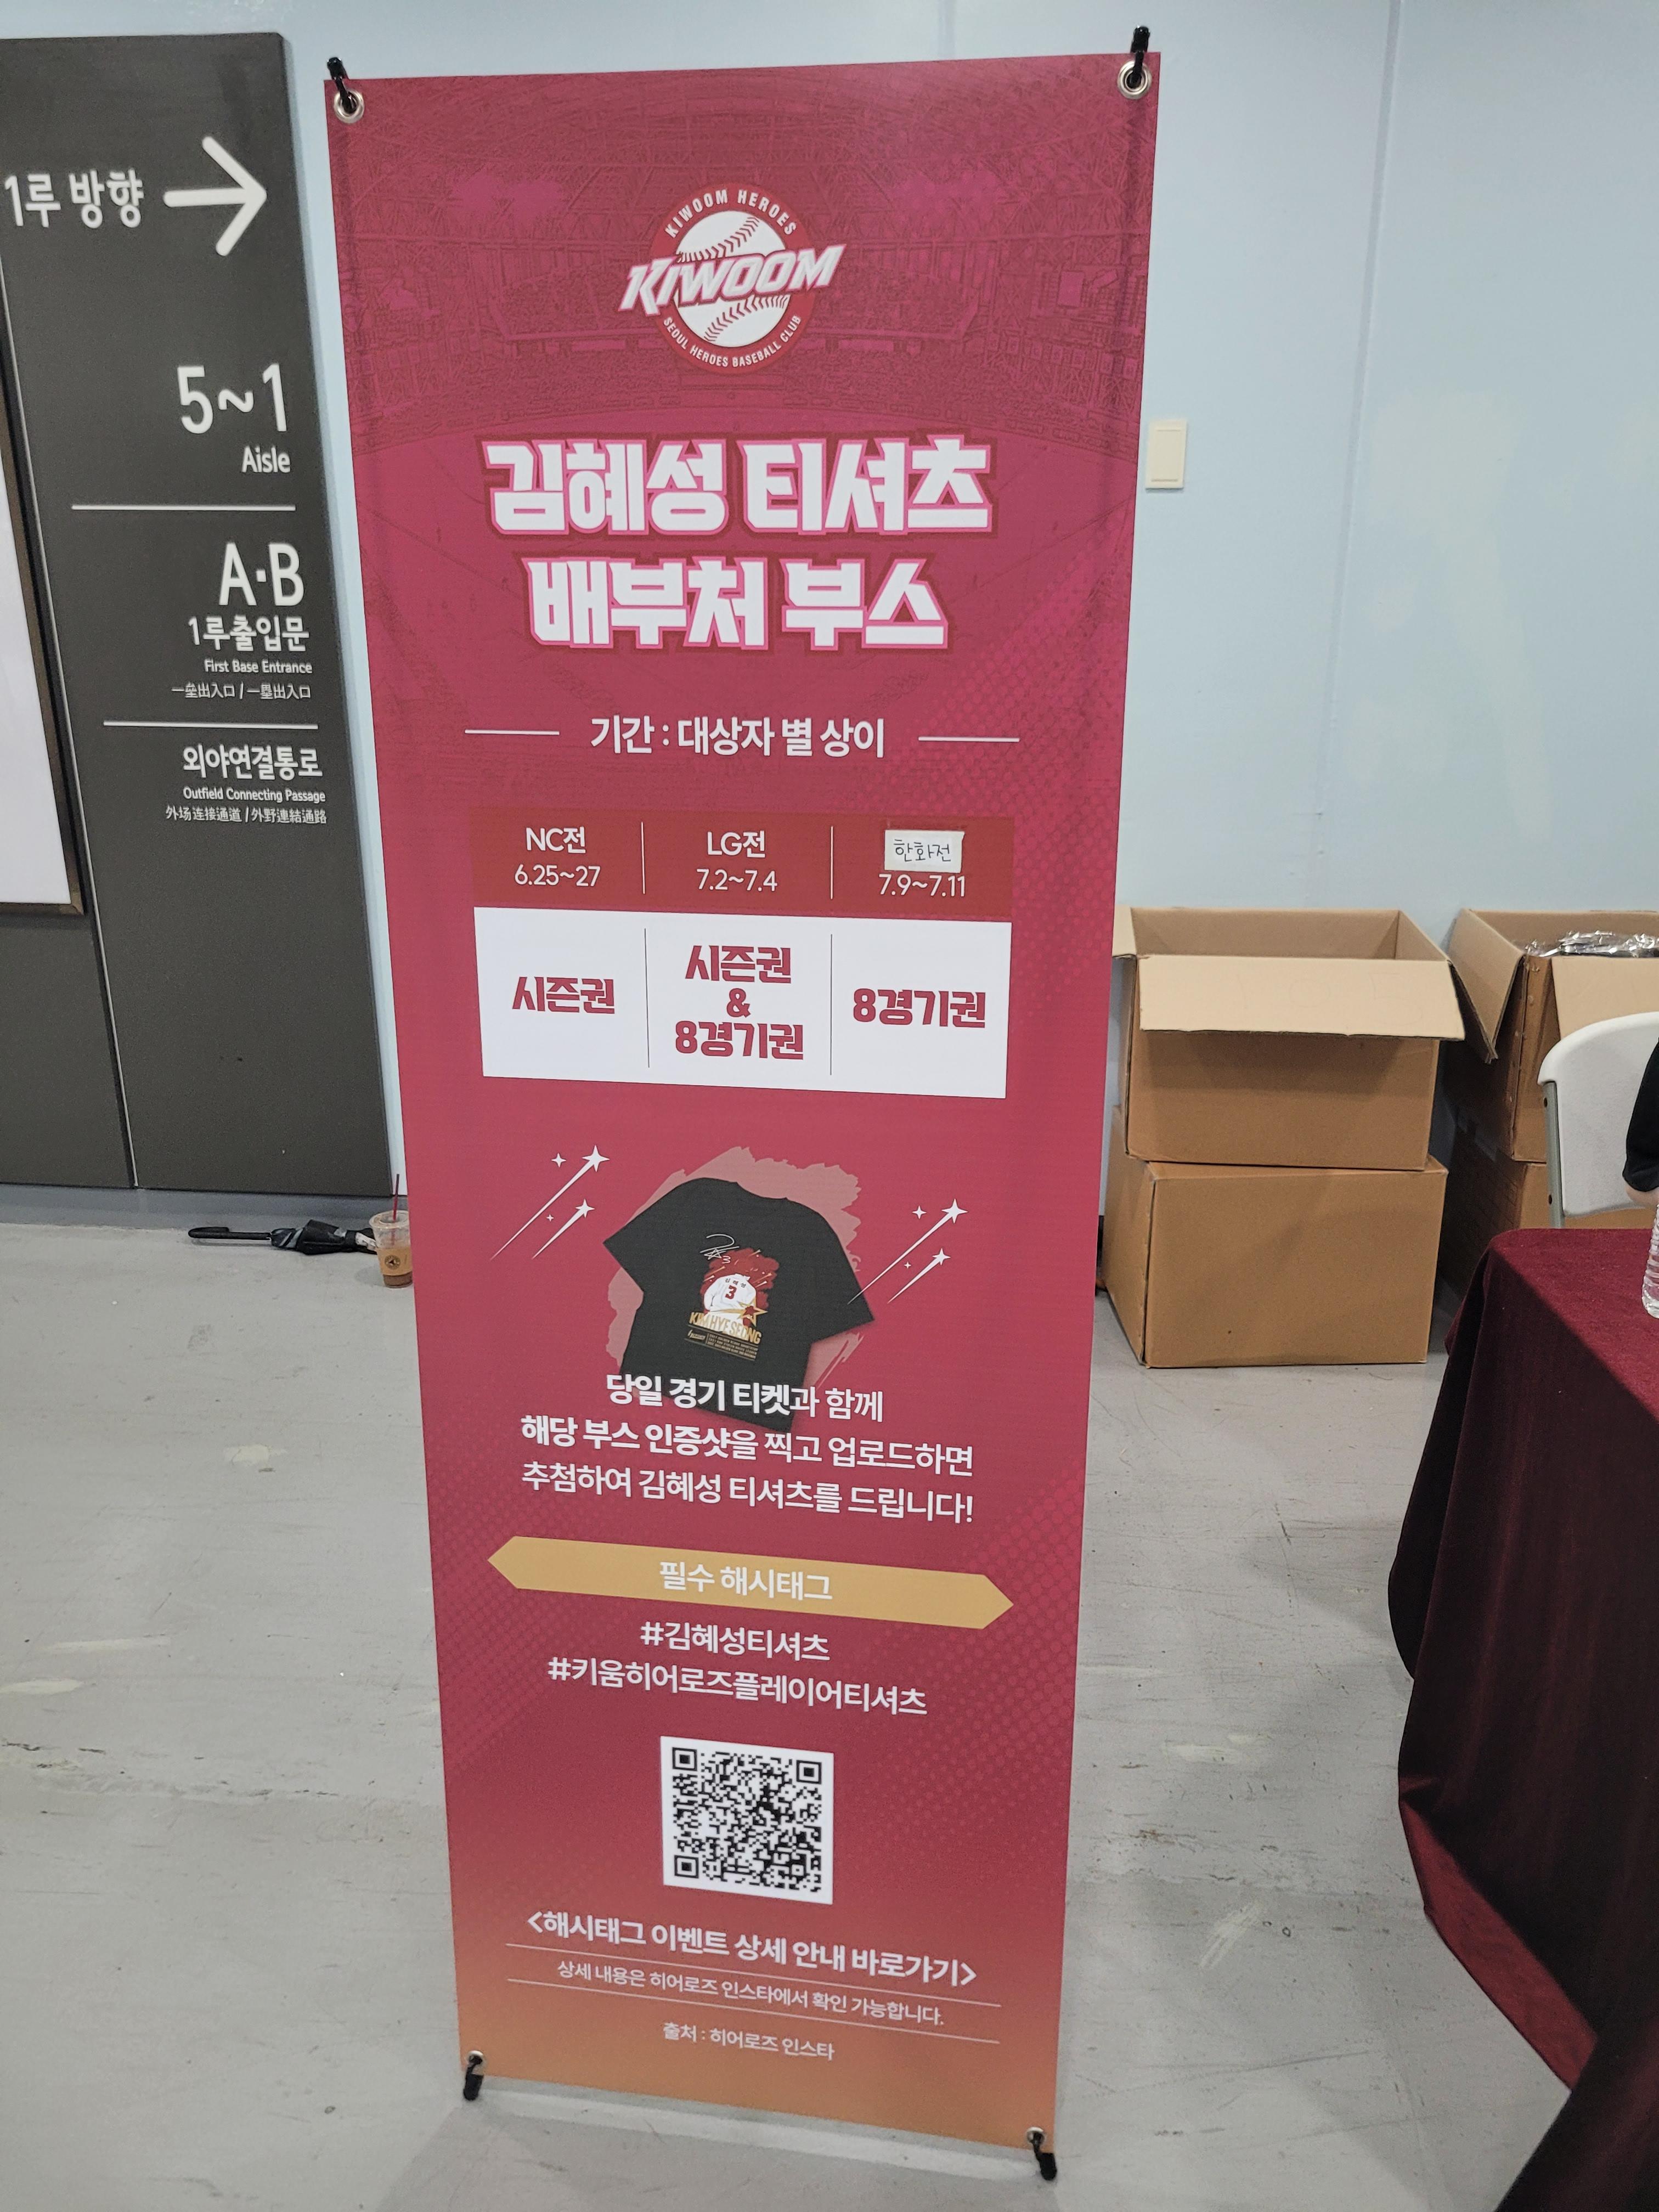 1루 방향
5~1
Aisle
A·B
1루출입문
First Base Entrance
一垒出入口 / 一塁出入口
외야연결통로
Outfield Connecting Passage
外场连接通道 / 外野連結通路
KIWOOM HEROES
KIWOOM
SEOUL HEROES BASEBALL CLUB
김혜성 티셔츠
배부처 부스
기간 : 대상자 별 상이
NC전 LG전 한화전
6.25~27 7.2~7.4 7.9~7.11
시즌권
시즌권
&
8경기권
8경기권
김혜성
3
KIMHYESEONG
당일 경기 티켓과 함께
해당 부스 인증샷을 찍고 업로드하면
추첨하여 김혜성 티셔츠를 드립니다!
필수 해시태그
#김혜성티셔츠
#키움히어로즈플레이어티셔츠
<해시태그 이벤트 상세 안내 바로가기>
상세 내용은 히어로즈 인스타에서 확인 가능합니다.
출처 : 히어로즈 인스타